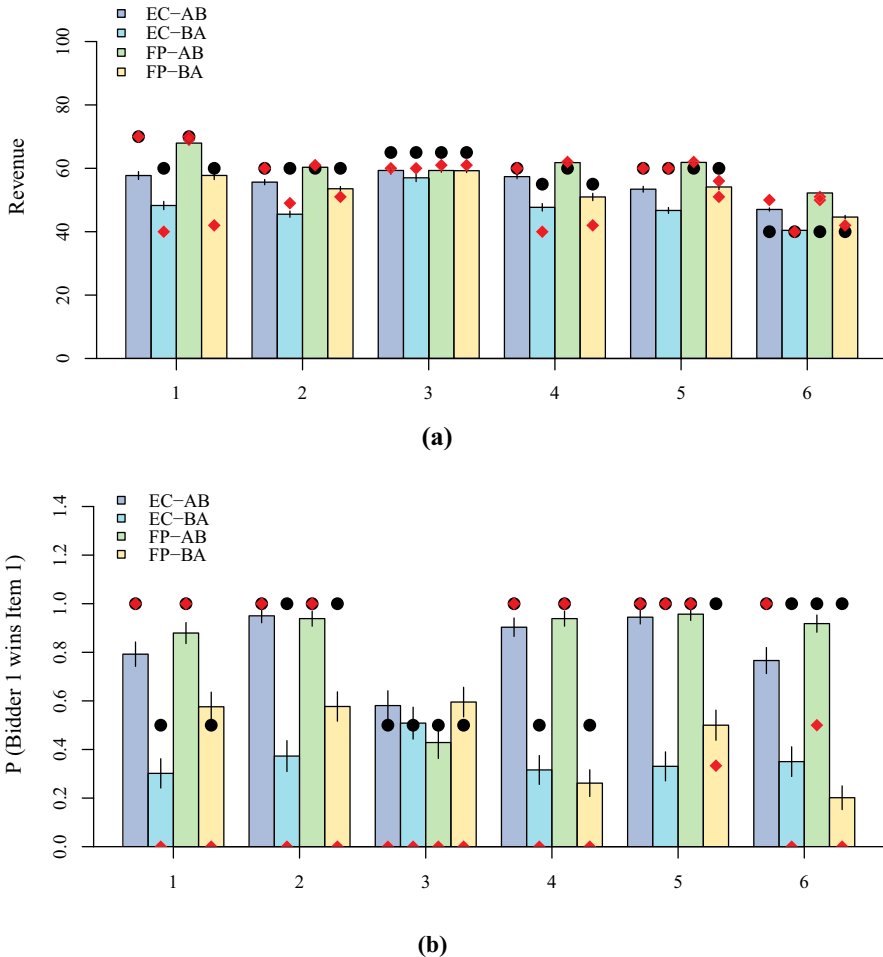 EC−AB
EC−BA
FP−AB
FP−BA
100
80
60
40
20
0
Revenue
1 2 3 4 5 6
(a)
EC−AB
EC−BA
FP−AB
FP−BA
1.4
1.2
1.0
0.8
0.6
0.4
0.2
0.0
P (Bidder 1 wins Item 1)
1 2 3 4 5 6
(b)